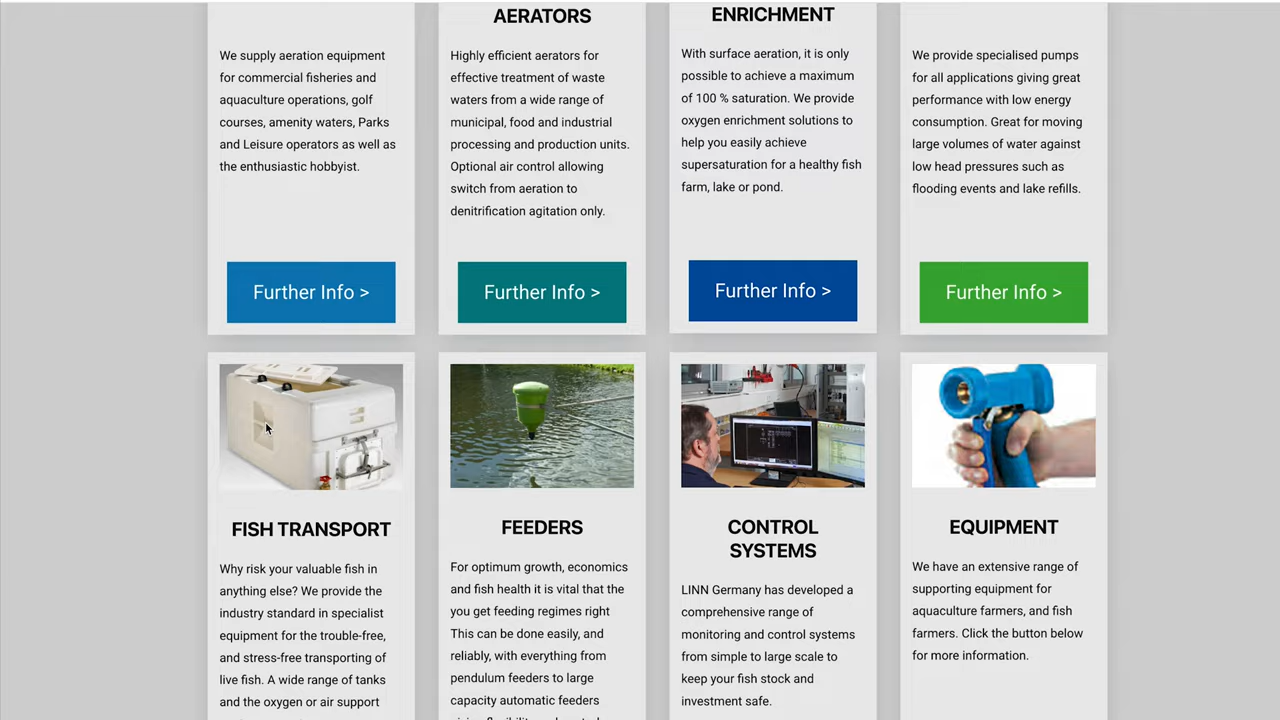 AERATORS
ENRICHMENT
We supply aeration equipment
for commercial fisheries and
aquaculture operations, golf
courses, amenity waters, Parks
and Leisure operators as well as
the enthusiastic hobbyist.
Highly efficient aerators for
effective treatment of waste
waters from a wide range of
municipal, food and industrial
processing and production units.
Optional air control allowing
switch from aeration to
denitrification agitation only.
With surface aeration, it is only
possible to achieve a maximum
of 100 % saturation. We provide
oxygen enrichment solutions to
help you easily achieve
supersaturation for a healthy fish
farm, lake or pond.
We provide specialised pumps
for all applications giving great
performance with low energy
consumption. Great for moving
large volumes of water against
low head pressures such as
flooding events and lake refills.
Further Info >
Further Info >
Further Info >
Further Info >
FISH TRANSPORT
Why risk your valuable fish in
anything else? We provide the
industry standard in specialist
equipment for the trouble-free,
and stress-free transporting of
live fish. A wide range of tanks
and the oxygen or air support
FEEDERS
For optimum growth, economics
and fish health it is vital that the
you get feeding regimes right
This can be done easily, and
reliably, with everything from
pendulum feeders to large
capacity automatic feeders
CONTROL
SYSTEMS
LINN Germany has developed a
comprehensive range of
monitoring and control systems
from simple to large scale to
keep your fish stock and
investment safe.
EQUIPMENT
We have an extensive range of
supporting equipment for
aquaculture farmers, and fish
farmers. Click the button below
for more information.